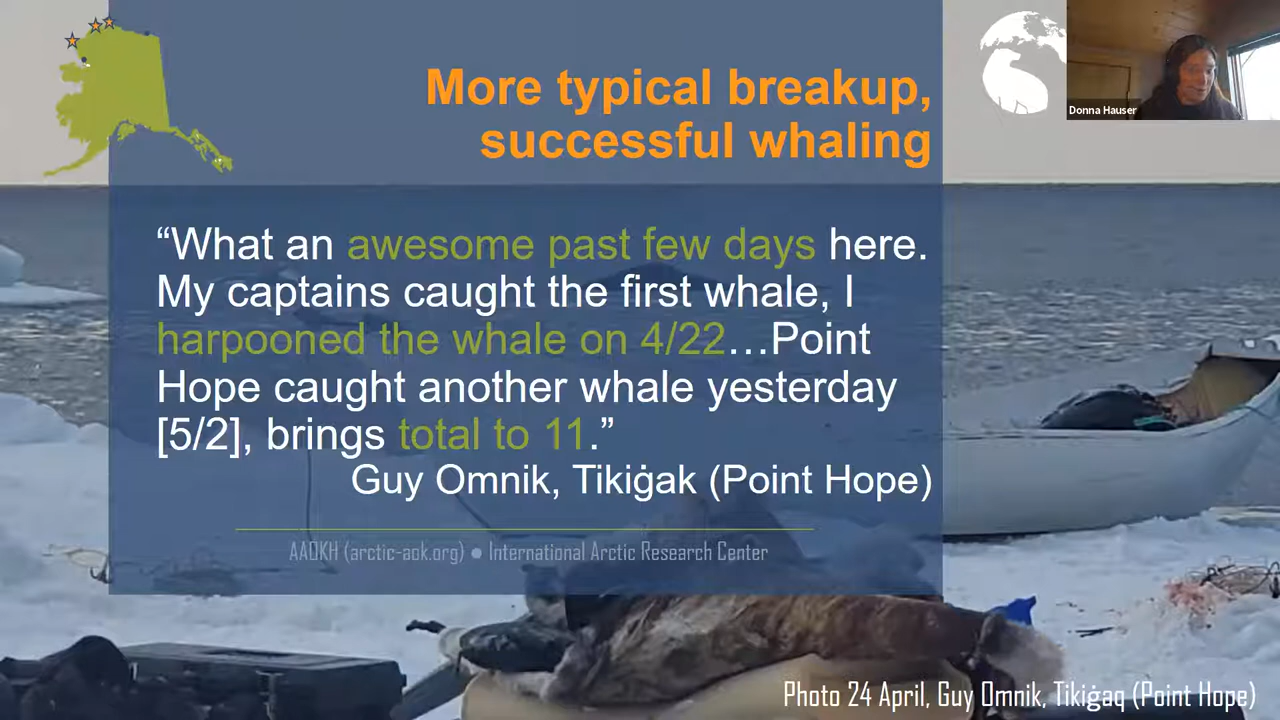 More typical breakup,
successful whaling
Donna Hauser
“What an awesome past few days here.
My captains caught the first whale, I
harpooned the whale on 4/22…Point
Hope caught another whale yesterday
[5/2], brings total to 11.”
Guy Omnik, Tikiġak (Point Hope)
AAOKH (arctic-aok.org) ● International Arctic Research Center
Photo 24 April, Guy Omnik, Tikiġaq (Point Hope)